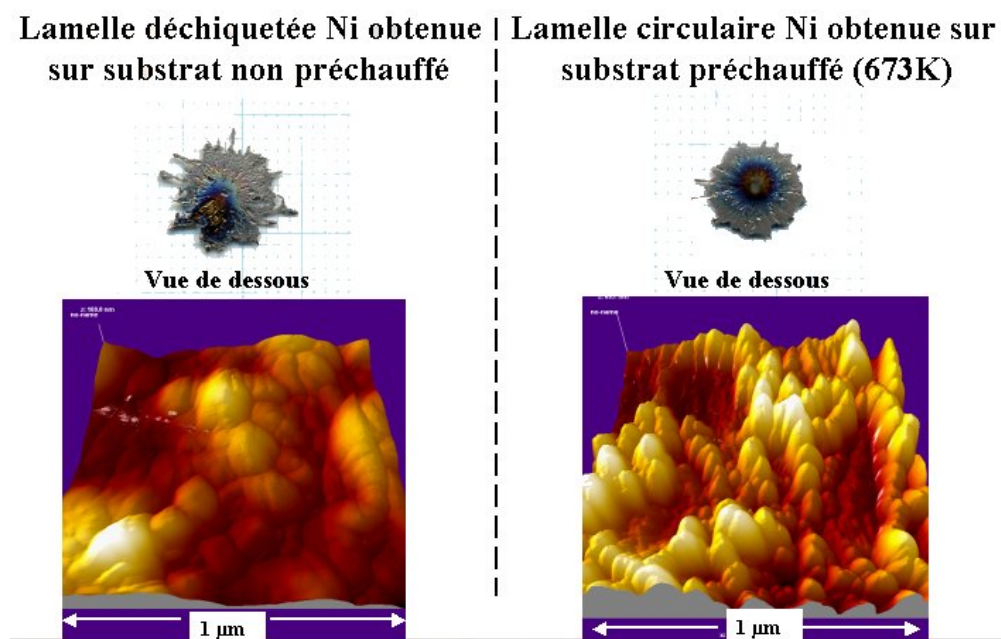 Lamelle déchiquetée Ni obtenue
sur substrat non préchauffé
Vue de dessous
1 µm
Lamelle circulaire Ni obtenue sur
substrat préchauffé (673K)
Vue de dessous
1 µm